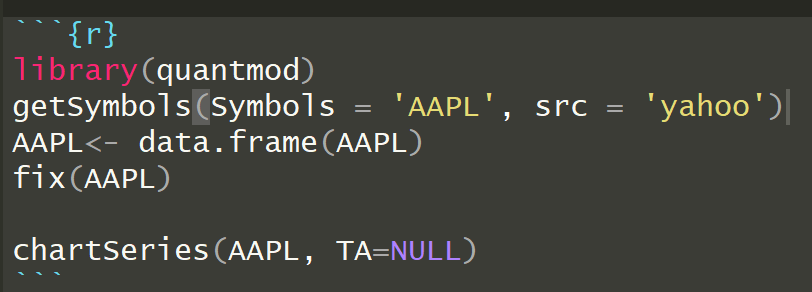 ```{r}
library(quantmod)
getSymbols(Symbols = 'AAPL', src = 'yahoo')
AAPL<- data.frame(AAPL)
fix(AAPL)
chartSeries(AAPL, TA=NULL)
```